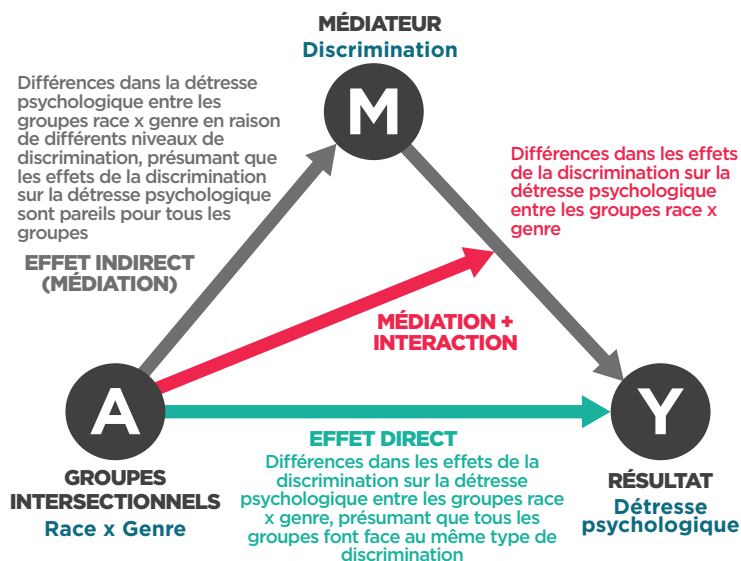 MÉDIATEUR
Discrimination
M
Différences dans la détresse
psychologique entre les
groupes race x genre en raison
de différents niveaux de
discrimination, présumant que
les effets de la discrimination
sur la détresse psychologique
sont pareils pour tous les
groupes
EFFET INDIRECT
(MÉDIATION)
Différences dans les effets
de la discrimination sur la
détresse psychologique
entre les groupes race x
genre
MÉDIATION +
INTERACTION
A
GROUPES
INTERSECTIONNELS
Race x Genre
EFFET DIRECT
Différences dans les effets de la
discrimination sur la détresse
psychologique entre les groupes race
x genre, présumant que tous les
groupes font face au même type de
discrimination
Y
RÉSULTAT
Détresse
psychologique